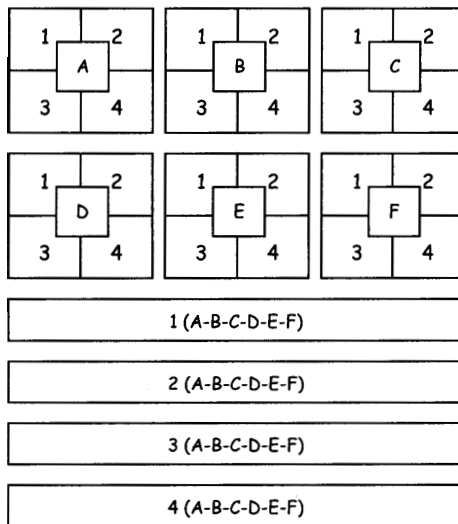 1 2 1 2 1 2
A B C
3 4 3 4 3 4
1 2 1 2 1 2
D E F
3 4 3 4 3 4
1 (A-B-C-D-E-F)
2 (A-B-C-D-E-F)
3 (A-B-C-D-E-F)
4 (A-B-C-D-E-F)